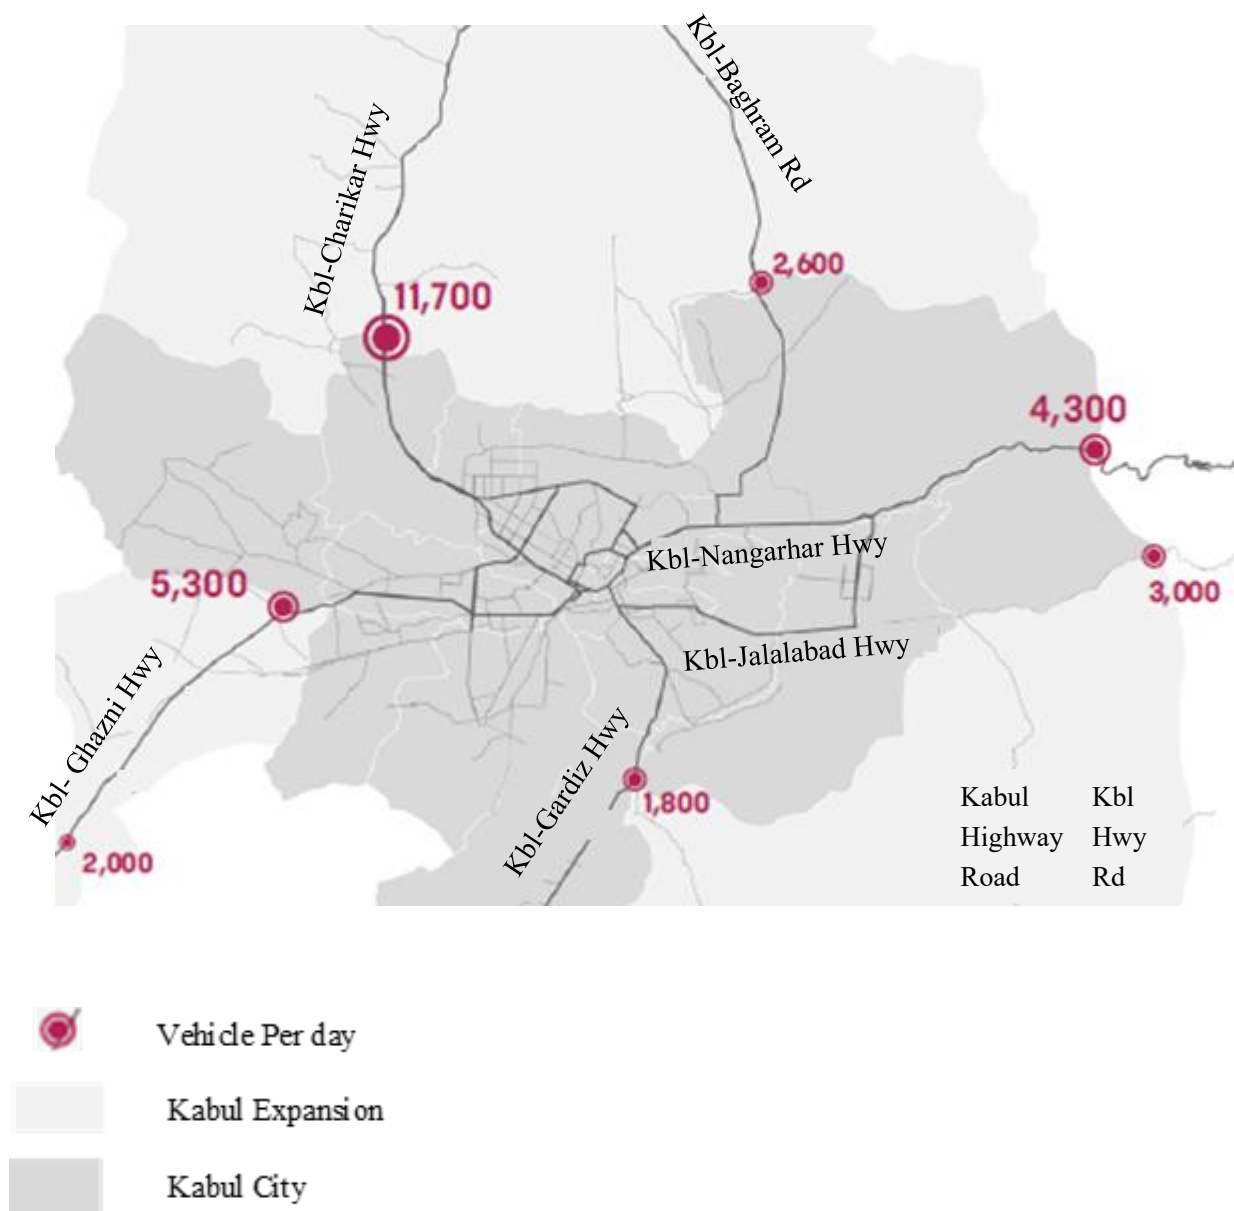 Kbl-Baghram Rd
Kbl-Charikar Hwy
2,600
11,700
4,300
Kbl-Nangarhar Hwy
5,300
3,000
Kbl-Jalalabad Hwy
Kbl- Ghazni Hwy
Kbl-Gardiz Hwy
1,800
2,000
Kabul Kbl
Highway Hwy
Road Rd
Vehicle Per day
Kabul Expansion
Kabul City